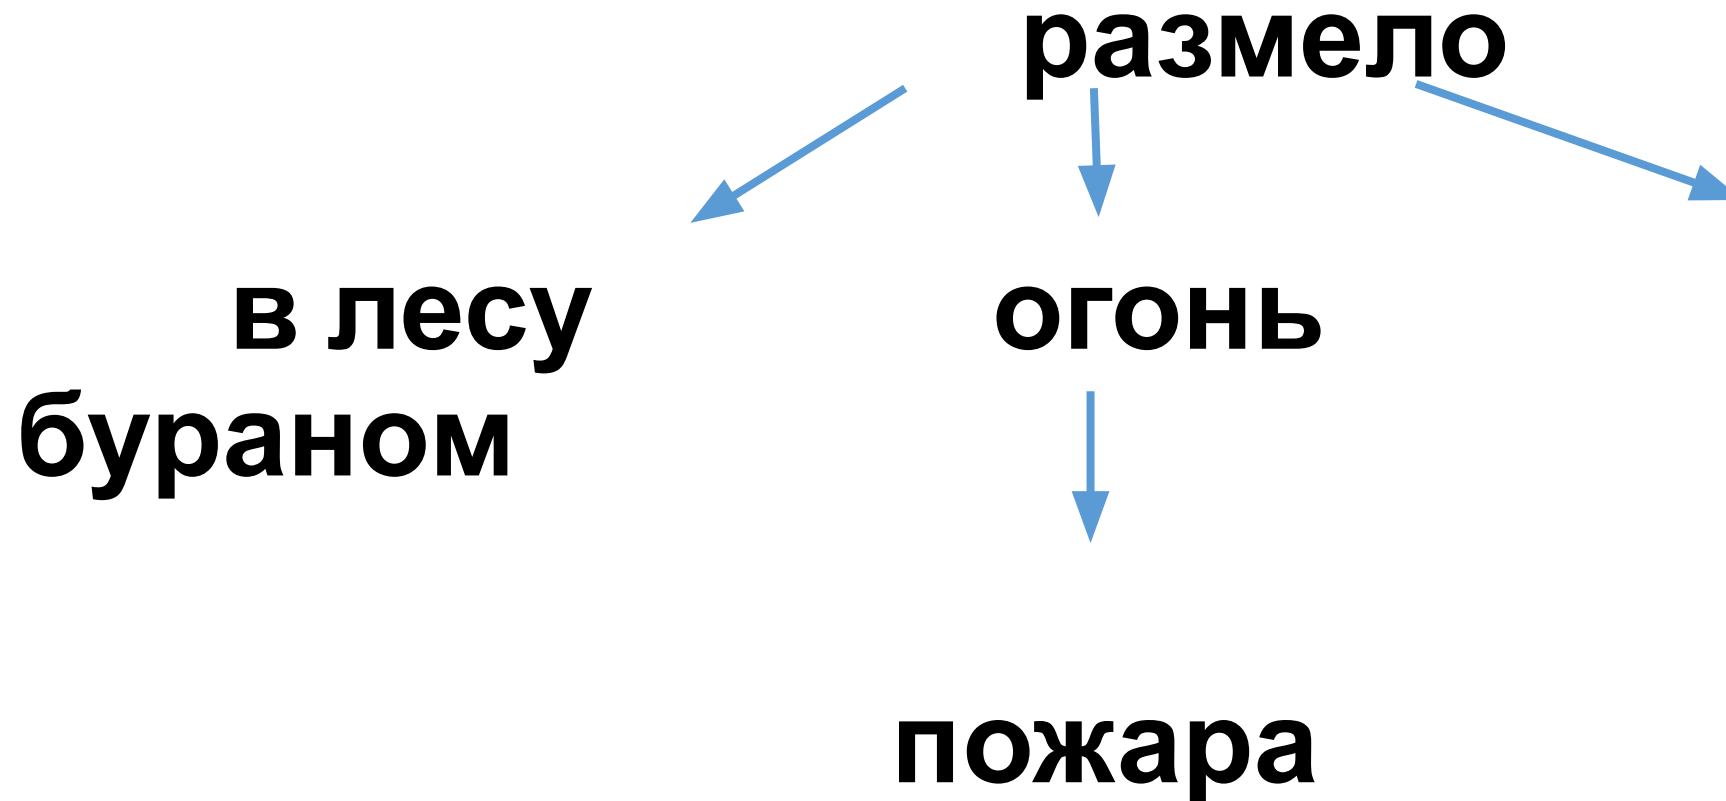 размело
в лесу огонь
бураном
пожара